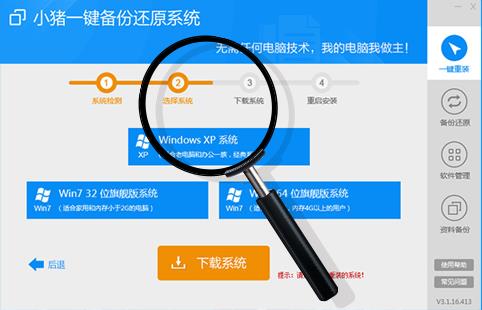 小猪一键备份还原系统
无需任何电脑技术，我的电脑我做主！
1 2 3 4
系统检测 选择系统 下载系统 重启安装
Windows XP 系统
XP 合老电脑和办公一族，经典系
Win7 32 位旗舰版系统
Win7 （适合家用和内存小于2G的电脑）
64 位旗舰版系统
Win7 ，内存4G以上的用户）
后退
下载系统
提示：请 重装的系统！
一键重装
备份还原
软件管理
资料备份
使用帮助
常见问题
V3.1.16.413